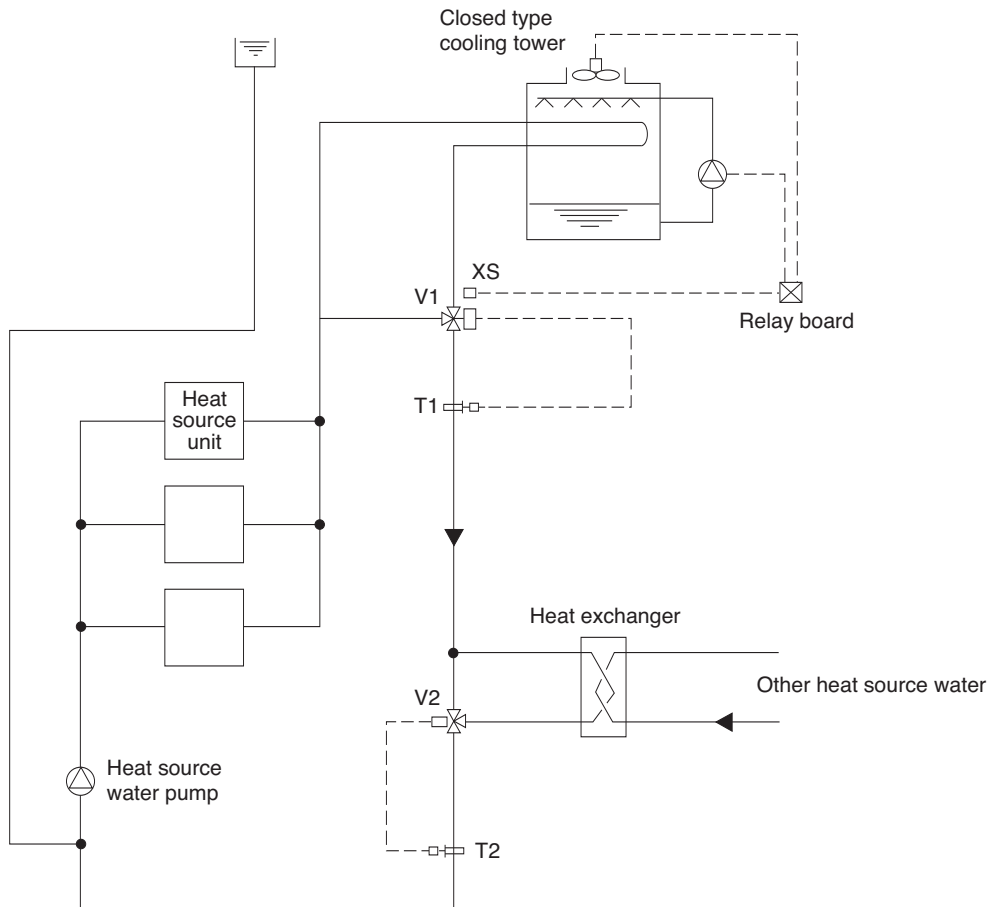 Closed type
cooling tower
XS
V1
Relay board
T1
Heat
source
unit
Heat exchanger
Other heat source water
V2
Heat source
water pump
T2